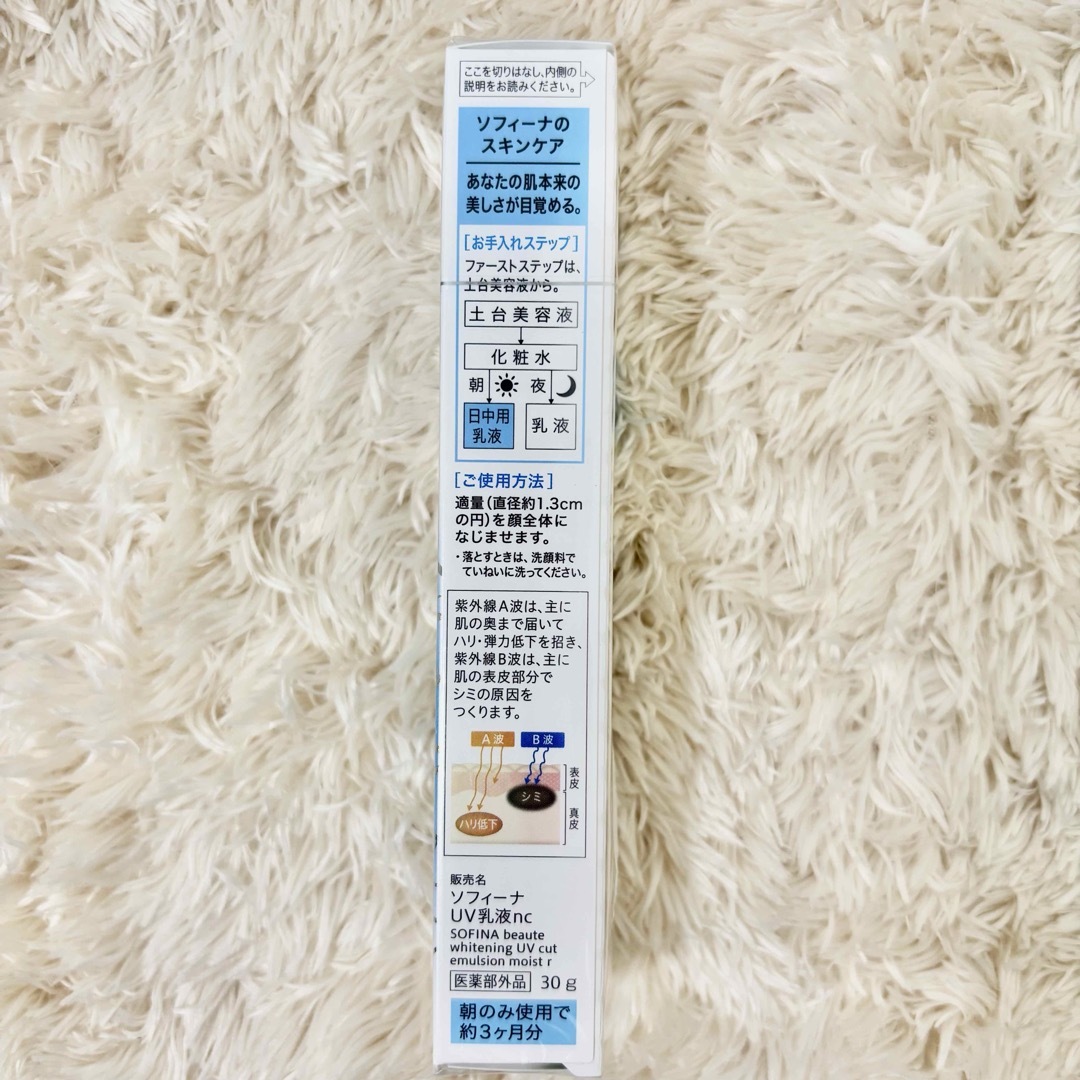 ここを切りはなし、内側の
説明をお読みください。
ソフィーナの
スキンケア
あなたの肌本来の
美しさが目覚める。
[お手入れステップ]
ファーストステップは、
土台美容液から。
土台美容液
化粧水
朝 夜
日中用
乳液
乳液
[ご使用方法]
適量(直径約1.3cm
の円)を顔全体に
なじませます。
・落とすときは、洗顔料で
ていねいに洗ってください。
紫外線A波は、主に
肌の奥まで届いて
ハリ・弾力低下を招き、
紫外線B波は、主に
肌の表皮部分で
シミの原因を
つくります。
A波 B波
表皮
シミ
真皮
ハリ低下
販売名
ソフィーナ
UV乳液nc
SOFINA beaute
whitening UV cut
emulsion moist r
医薬部外品 30g
朝のみ使用で
約3ヶ月分